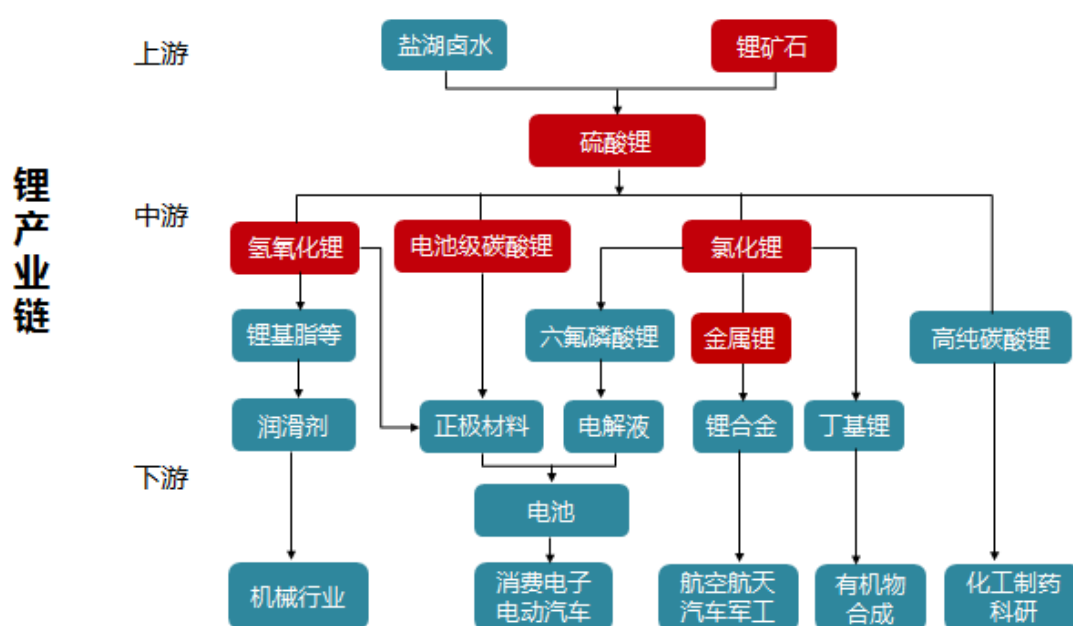 锂产业链
上游
盐湖卤水
锂矿石
硫酸锂
中游
氢氧化锂
电池级碳酸锂
氯化锂
锂基脂等
六氟磷酸锂
金属锂
高纯碳酸锂
润滑剂
正极材料
电解液
锂合金
丁基锂
下游
电池
机械行业
消费电子
电动汽车
航空航天
汽车军工
有机物
合成
化工制药
科研